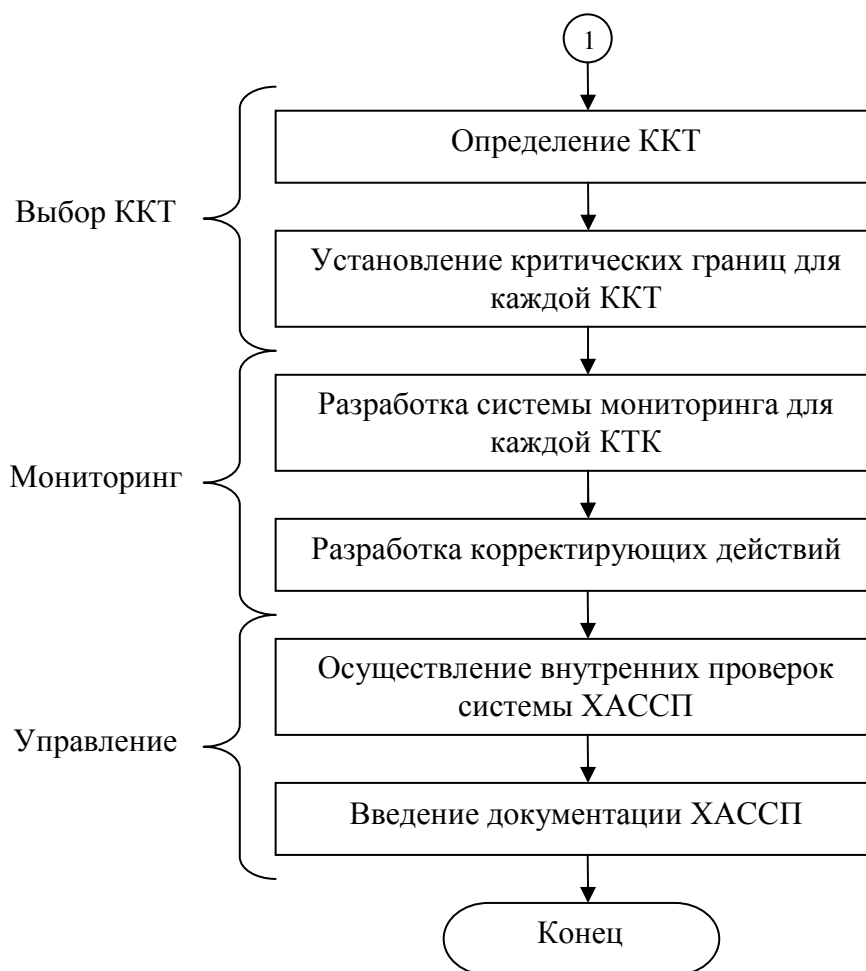 1
Определение ККТ
Выбор ККТ
Установление критических границ для
каждой ККТ
Разработка системы мониторинга для
каждой КТК
Мониторинг
Разработка корректирующих действий
Осуществление внутренних проверок
системы ХАССП
Управление
Введение документации ХАССП
Конец